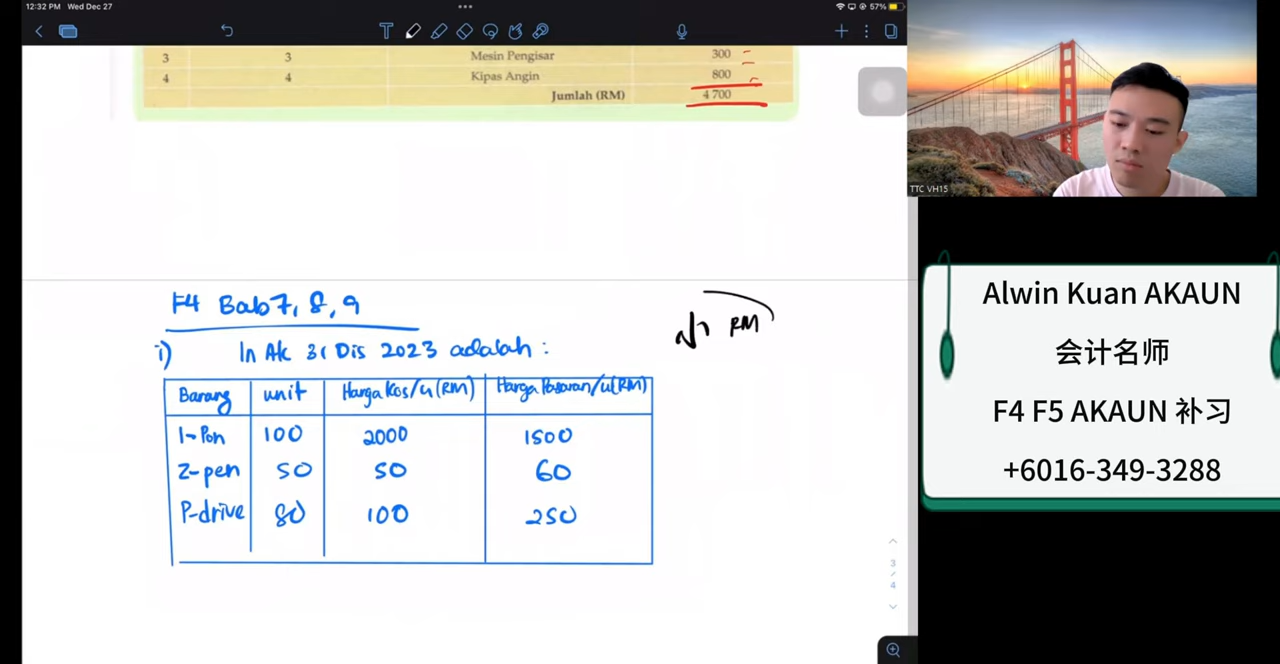 12:32 PM Wed Dec 27
57%
3 3 Mesin Pengisar 300
4 4 Kipas Angin 800
Jumlah (RM) 4 700
TTC VH15
F4 Bab 7, 8, 9
RM
i) In Ak 31 Dis 2023 adalah :
Barang unit Harga Kos/u (RM) Harga Pasaran/u (RM)
I-Pon 100 2000 1500
Z-pen 50 50 60
P-drive 80 100 250
Alwin Kuan AKAUN
会计名师
F4 F5 AKAUN 补习
+6016-349-3288
3
/
4